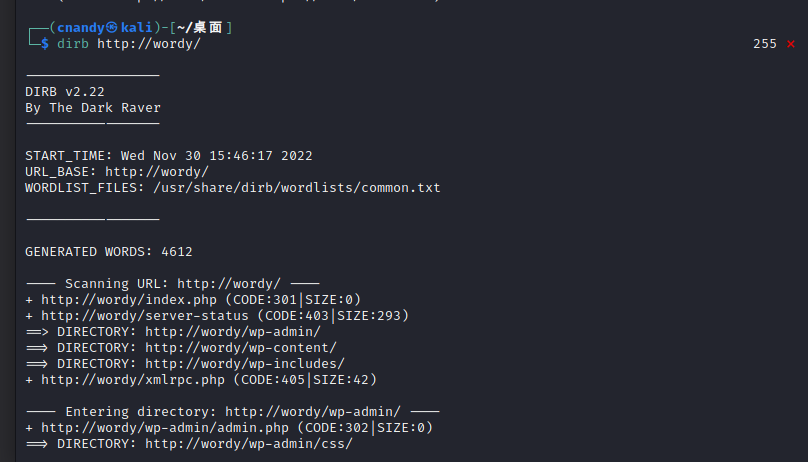 ┌──(cnandy㉿kali)-[~/桌面]
└─$ dirb http://wordy/ 255 ⨯
-----------------
DIRB v2.22
By The Dark Raver
-----------------
START_TIME: Wed Nov 30 15:46:17 2022
URL_BASE: http://wordy/
WORDLIST_FILES: /usr/share/dirb/wordlists/common.txt
-----------------
GENERATED WORDS: 4612
---- Scanning URL: http://wordy/ ----
+ http://wordy/index.php (CODE:301|SIZE:0)
+ http://wordy/server-status (CODE:403|SIZE:293)
==> DIRECTORY: http://wordy/wp-admin/
==> DIRECTORY: http://wordy/wp-content/
==> DIRECTORY: http://wordy/wp-includes/
+ http://wordy/xmlrpc.php (CODE:405|SIZE:42)
---- Entering directory: http://wordy/wp-admin/ ----
+ http://wordy/wp-admin/admin.php (CODE:302|SIZE:0)
==> DIRECTORY: http://wordy/wp-admin/css/